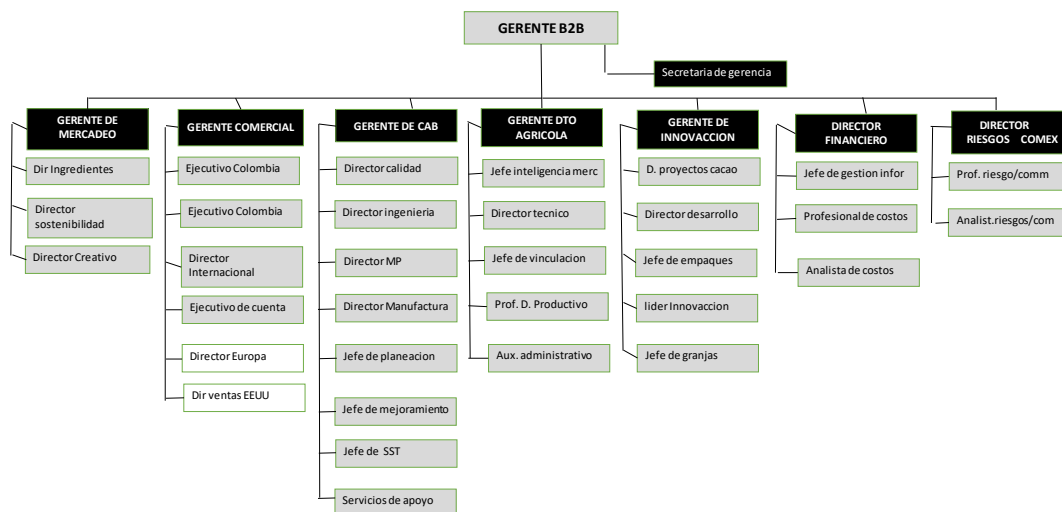 GERENTE B2B
Secretaria de gerencia
GERENTE DE
MERCADEO
Dir Ingredientes
Director
sostenibilidad
Director Creativo
GERENTE COMERCIAL
Ejecutivo Colombia
Ejecutivo Colombia
Director
Internacional
Ejecutivo de cuenta
Director Europa
Dir ventas EEUU
GERENTE DE CAB
Director calidad
Director ingenieria
Director MP
Director Manufactura
Jefe de planeacion
Jefe de mejoramiento
Jefe de SST
Servicios de apoyo
GERENTE DTO
AGRICOLA
Jefe inteligencia merc
Director tecnico
Jefe de vinculacion
Prof. D. Productivo
Aux. administrativo
GERENTE DE
INNOVACCION
D. proyectos cacao
Director desarrollo
Jefe de empaques
lider Innovaccion
Jefe de granjas
DIRECTOR
FINANCIERO
Jefe de gestion infor
Profesional de costos
Analista de costos
DIRECTOR
RIESGOS COMEX
Prof. riesgo/comm
Analist.riesgos/com